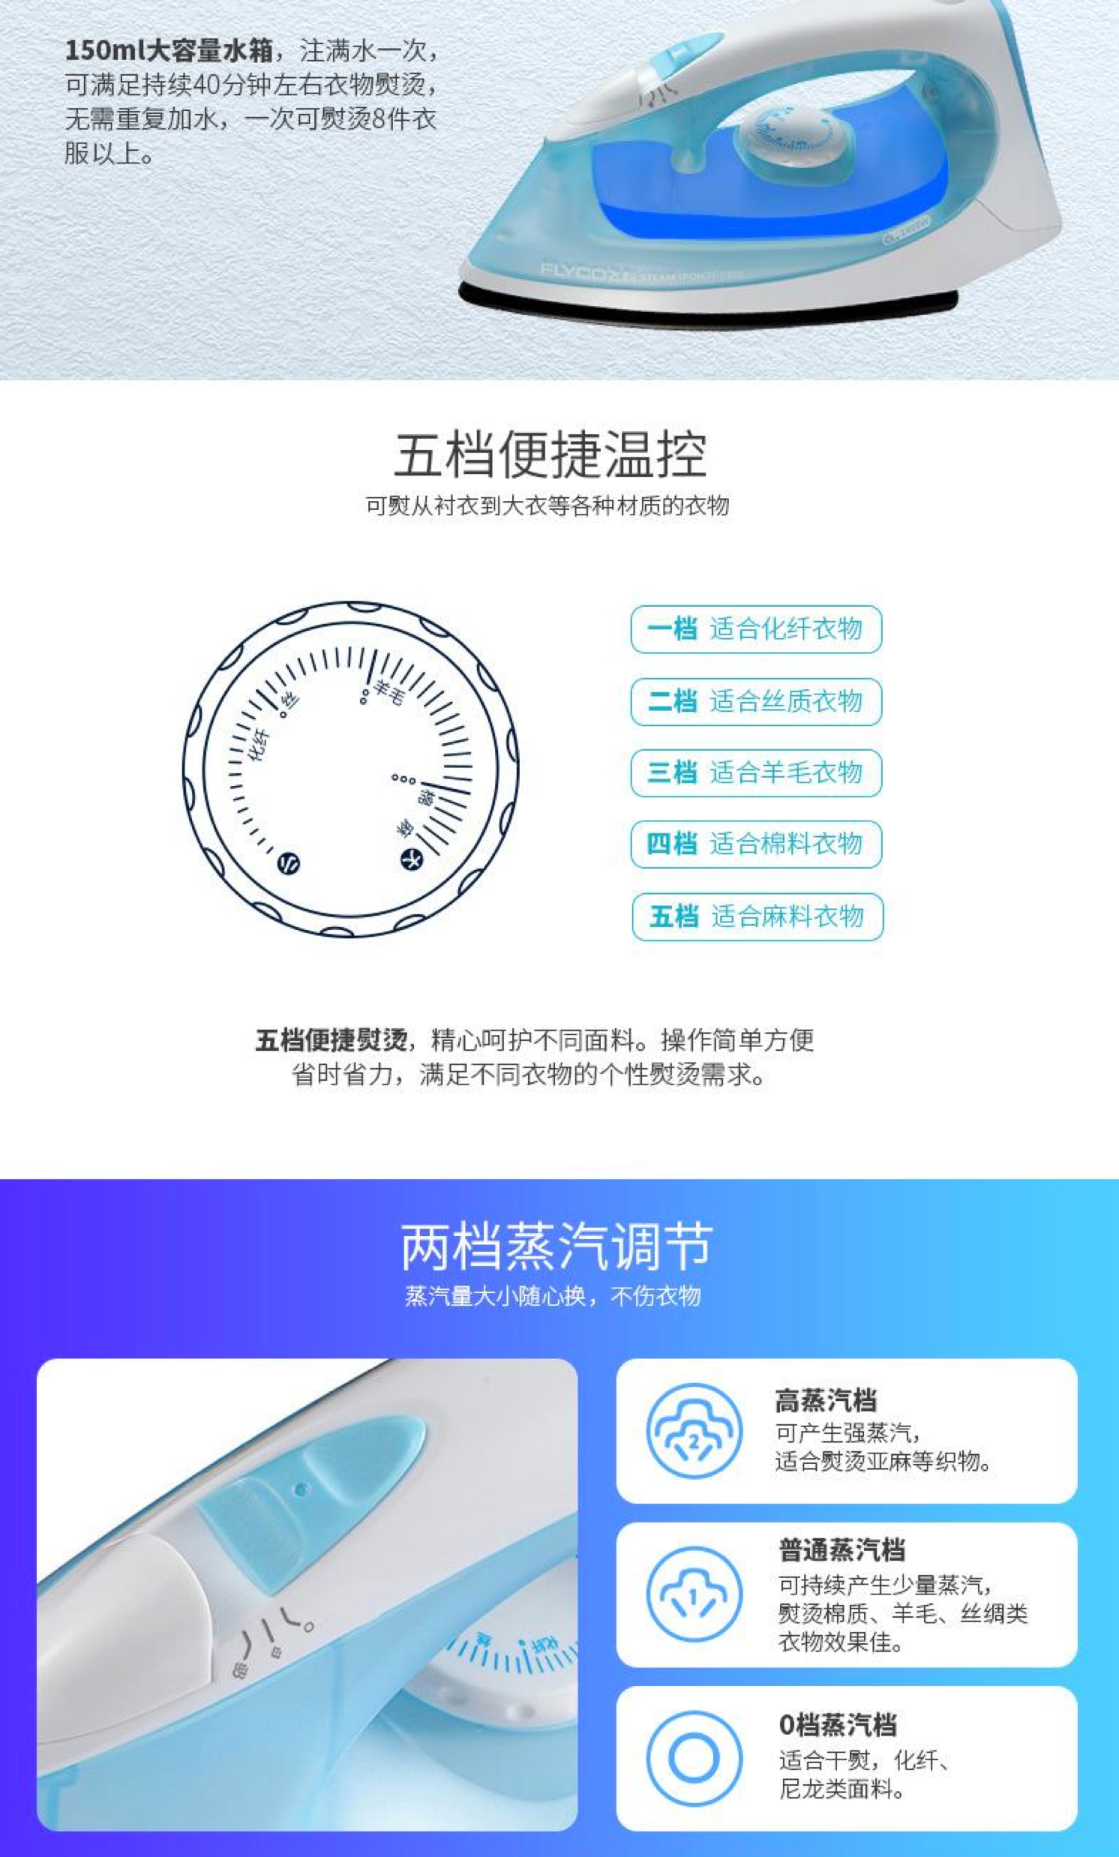 150ml大容量水箱，注满水一次，
可满足持续40分钟左右衣物熨烫，
无需重复加水，一次可熨烫8件衣
服以上。
FLYCO
五档便捷温控
可熨从衬衣到大衣等各种材质的衣物
化纤
丝
羊毛
棉
麻
小
大
一档 适合化纤衣物
二档 适合丝质衣物
三档 适合羊毛衣物
四档 适合棉料衣物
五档 适合麻料衣物
五档便捷熨烫，精心呵护不同面料。操作简单方便
省时省力，满足不同衣物的个性熨烫需求。
两档蒸汽调节
蒸汽量大小随心换，不伤衣物
丝
化纤
2
高蒸汽档
可产生强蒸汽，
适合熨烫亚麻等织物。
1
普通蒸汽档
可持续产生少量蒸汽，
熨烫棉质、羊毛、丝绸类
衣物效果佳。
0档蒸汽档
适合干熨，化纤、
尼龙类面料。